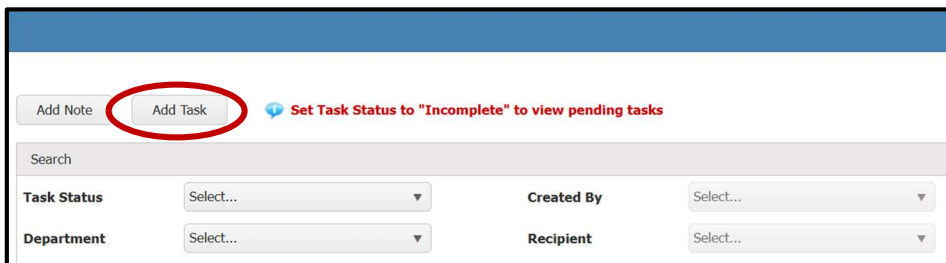 Add Note Add Task Set Task Status to "Incomplete" to view pending tasks
Search
Task Status Select... Created By Select...
Department Select... Recipient Select...